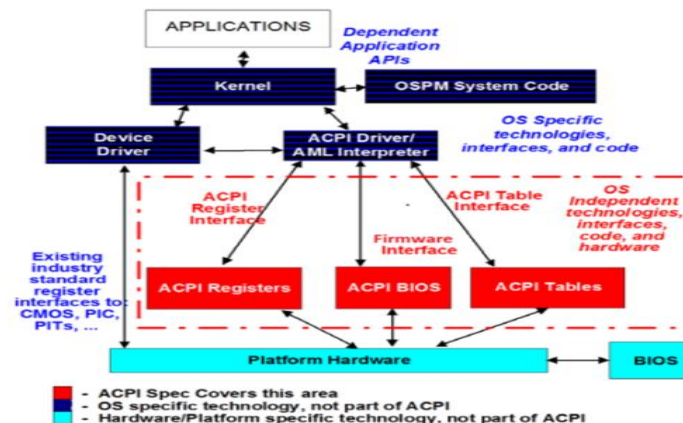 APPLICATIONS
Dependent
Application
APIs
Kernel
OSPM System Code
Device
Driver
ACPI Driver/
AML Interpreter
OS Specific
technologies,
interfaces, and code
ACPI
Register
Interface
ACPI Table
Interface
OS
Independent
technologies,
interfaces,
code, and
hardware
Firmware
Interface
Existing
industry
standard
register
interfaces to:
CMOS, PIC,
PITs, ...
ACPI Registers
ACPI BIOS
ACPI Tables
Platform Hardware
BIOS
- ACPI Spec Covers this area
- OS specific technology, not part of ACPI
- Hardware/Platform specific technology, not part of ACPI